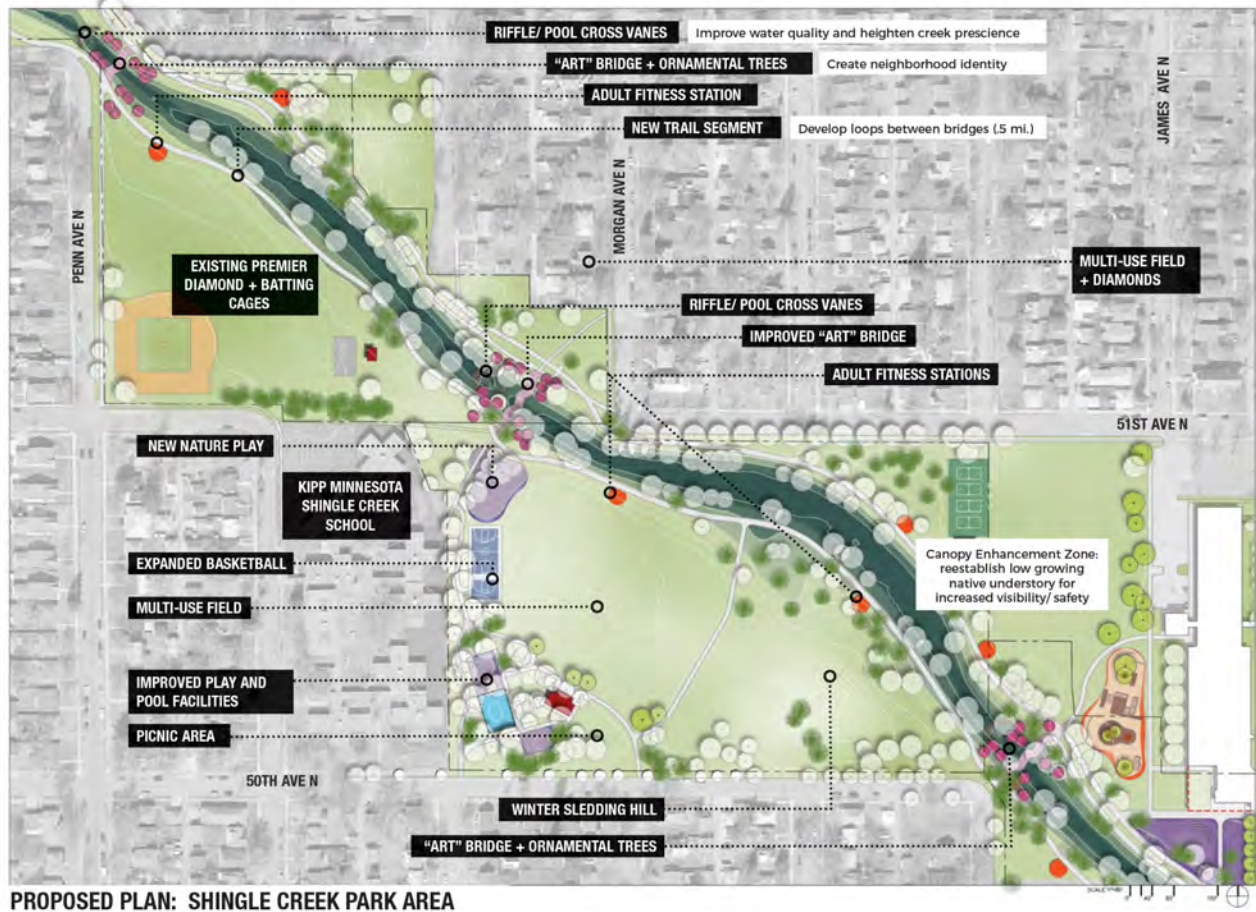 RIFFLE/ POOL CROSS VANES
Improve water quality and heighten creek prescience
"ART" BRIDGE + ORNAMENTAL TREES
Create neighborhood identity
ADULT FITNESS STATION
NEW TRAIL SEGMENT
Develop loops between bridges (.5 mi.)
JAMES AVE N
MORGAN AVE N
PENN AVE N
EXISTING PREMIER
DIAMOND + BATTING
CAGES
MULTI-USE FIELD
+ DIAMONDS
RIFFLE/ POOL CROSS VANES
IMPROVED "ART" BRIDGE
ADULT FITNESS STATIONS
51ST AVE N
NEW NATURE PLAY
KIPP MINNESOTA
SHINGLE CREEK
SCHOOL
EXPANDED BASKETBALL
MULTI-USE FIELD
Canopy Enhancement Zone:
reestablish low growing
native understory for
increased visibility/ safety
IMPROVED PLAY AND
POOL FACILITIES
PICNIC AREA
50TH AVE N
WINTER SLEDDING HILL
"ART" BRIDGE + ORNAMENTAL TREES
PROPOSED PLAN: SHINGLE CREEK PARK AREA